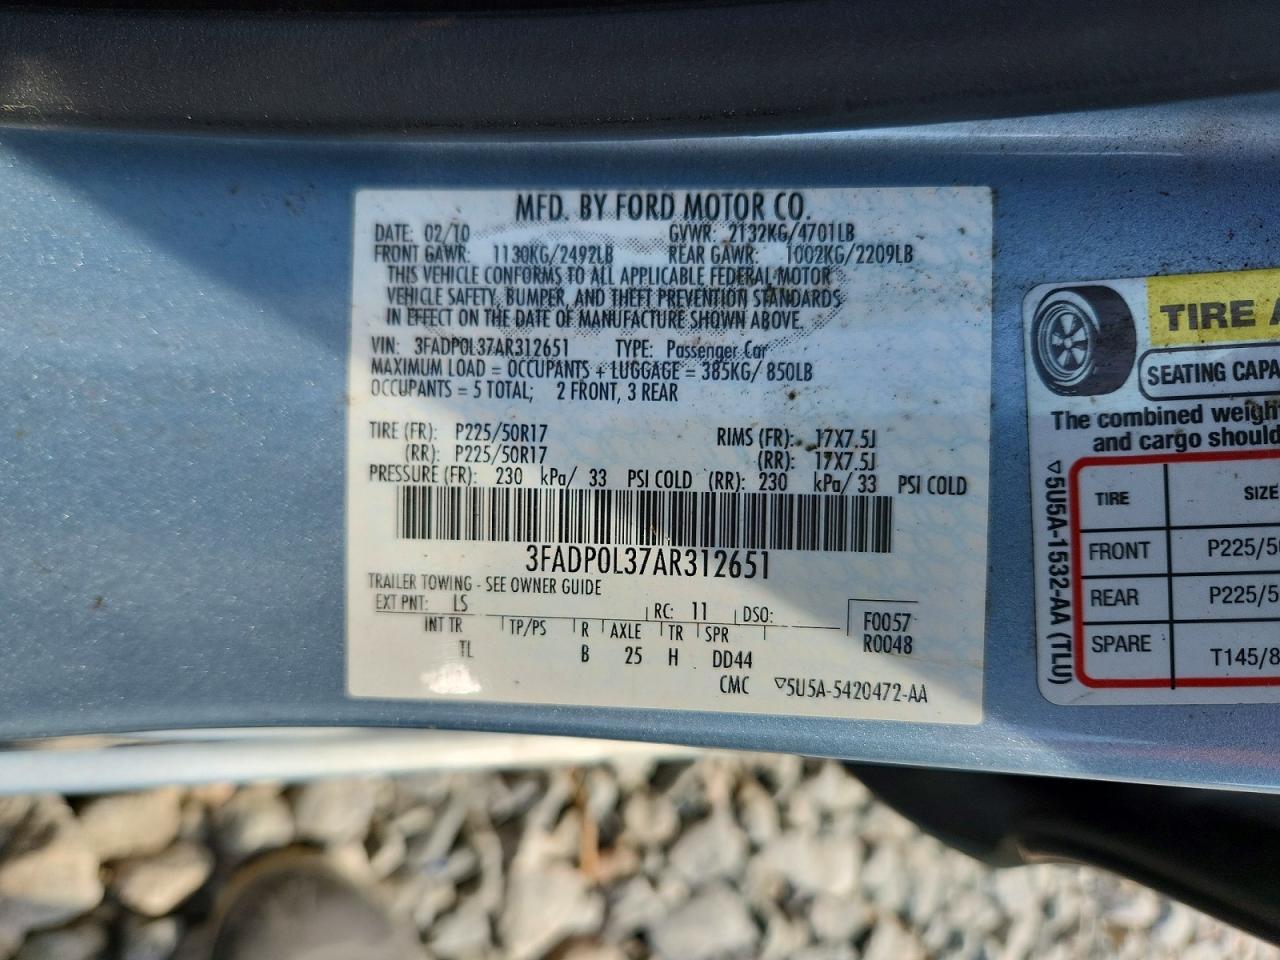 MFD. BY FORD MOTOR CO.
DATE: 02/10 GVWR: 2132KG/4701LB
FRONT GAWR: 1130KG/2492LB REAR GAWR: 1002KG/2209LB
THIS VEHICLE CONFORMS TO ALL APPLICABLE FEDERAL MOTOR
VEHICLE SAFETY, BUMPER, AND THEFT PREVENTION STANDARDS
IN EFFECT ON THE DATE OF MANUFACTURE SHOWN ABOVE.
VIN: 3FADP0L37AR312651 TYPE: Passenger Car
MAXIMUM LOAD = OCCUPANTS + LUGGAGE = 385KG/ 850LB
OCCUPANTS = 5 TOTAL; 2 FRONT, 3 REAR
TIRE (FR): P225/50R17 RIMS (FR): 17X7.5J
(RR): P225/50R17 (RR): 17X7.5J
PRESSURE (FR): 230 kPa/ 33 PSI COLD (RR): 230 kPa/ 33 PSI COLD
3FADP0L37AR312651
TRAILER TOWING - SEE OWNER GUIDE
EXT PNT: LS RC: 11 DSO: F0057
INT TR TP/PS R AXLE TR SPR R0048
TL B 25 H DD44
CMC ▽5U5A-5420472-AA
TIRE A
SEATING CAPA
The combined weigh
and cargo should
▽5U5A-1532-AA (TLU)
TIRE SIZE
FRONT P225/50
REAR P225/5
SPARE T145/8